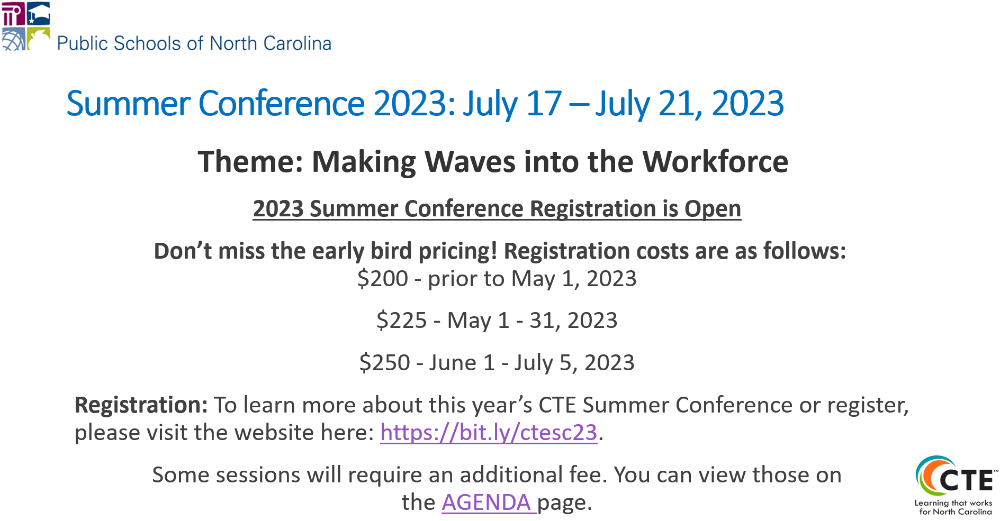 Public Schools of North Carolina
Summer Conference 2023: July 17 – July 21, 2023
Theme: Making Waves into the Workforce
2023 Summer Conference Registration is Open
Don’t miss the early bird pricing! Registration costs are as follows:
$200 - prior to May 1, 2023
$225 - May 1 - 31, 2023
$250 - June 1 - July 5, 2023
Registration: To learn more about this year’s CTE Summer Conference or register,
please visit the website here: https://bit.ly/ctesc23.
Some sessions will require an additional fee. You can view those on
the AGENDA page.
CTE™
Learning that works
for North Carolina